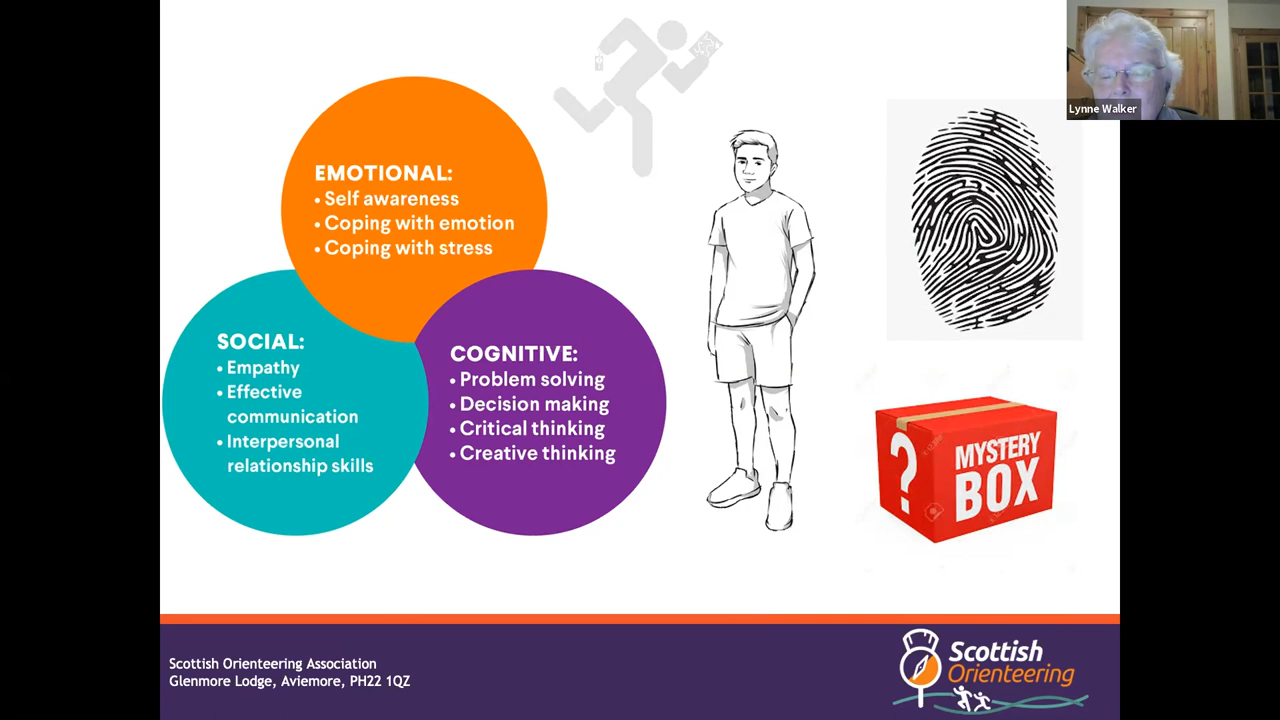 EMOTIONAL:
• Self awareness
• Coping with emotion
• Coping with stress
SOCIAL:
• Empathy
• Effective
communication
• Interpersonal
relationship skills
COGNITIVE:
• Problem solving
• Decision making
• Critical thinking
• Creative thinking
Lynne Walker
?
MYSTERY
BOX
Scottish Orienteering Association
Glenmore Lodge, Aviemore, PH22 1QZ
Scottish
Orienteering